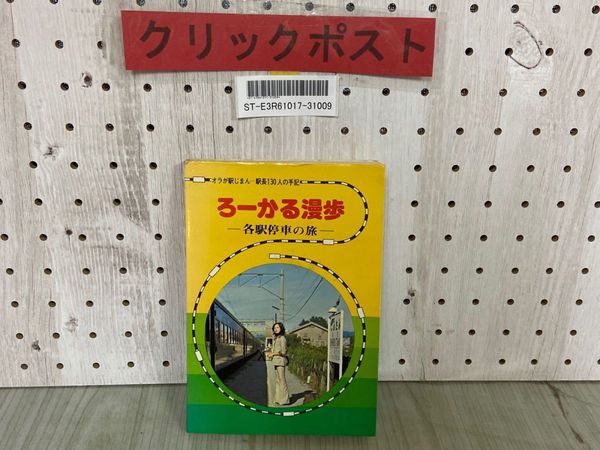 クリックポスト
ST-E3R61017-31009
オラが駅じまん－駅長130人の手記
ろーかる漫歩
―各駅停車の旅―